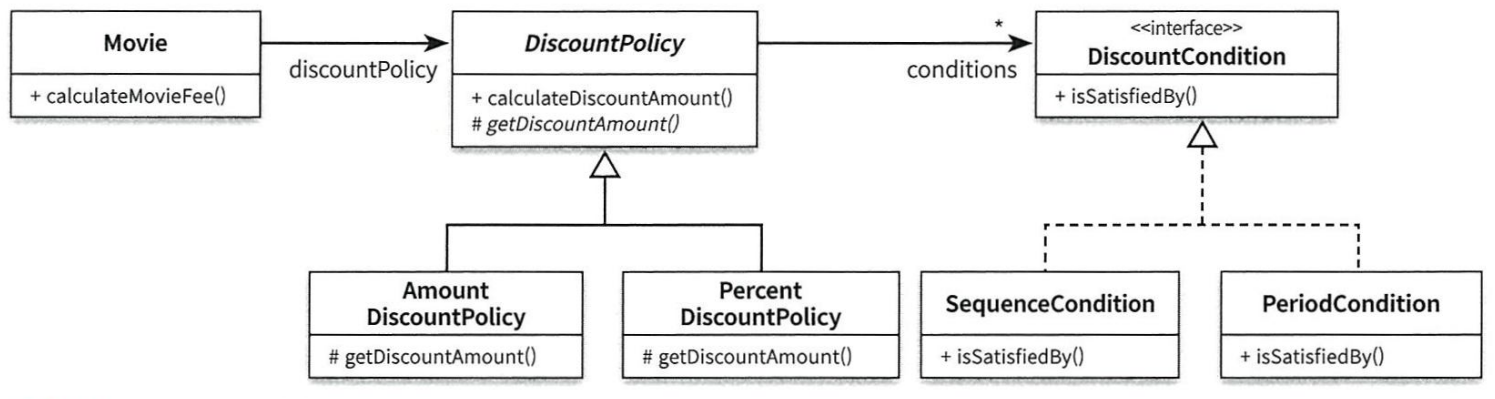 Movie
+ calculateMovieFee()
discountPolicy
DiscountPolicy
+ calculateDiscountAmount()
# getDiscountAmount()
*
conditions
<<interface>>
DiscountCondition
+ isSatisfiedBy()
Amount
DiscountPolicy
# getDiscountAmount()
Percent
DiscountPolicy
# getDiscountAmount()
SequenceCondition
+ isSatisfiedBy()
PeriodCondition
+ isSatisfiedBy()